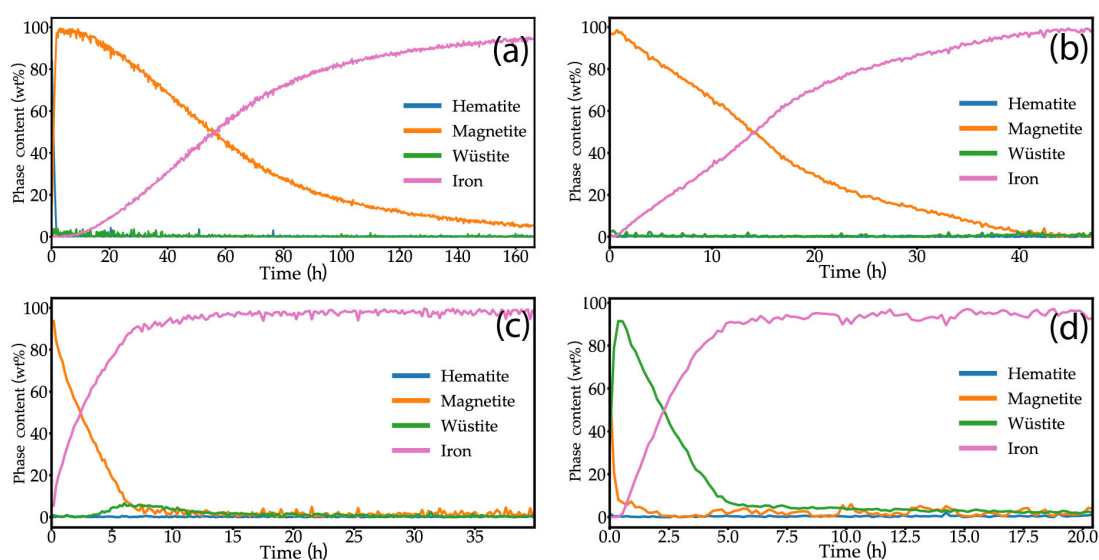 (a)
Phase content (wt%)
100
80
60
40
20
0
Hematite
Magnetite
Wüstite
Iron
0 20 40 60 80 100 120 140 160
Time (h)
(b)
Phase content (wt%)
100
80
60
40
20
0
Hematite
Magnetite
Wüstite
Iron
0 10 20 30 40
Time (h)
(c)
Phase content (wt%)
100
80
60
40
20
0
Hematite
Magnetite
Wüstite
Iron
0 5 10 15 20 25 30 35
Time (h)
(d)
Phase content (wt%)
100
80
60
40
20
0
Hematite
Magnetite
Wüstite
Iron
0.0 2.5 5.0 7.5 10.0 12.5 15.0 17.5 20.0
Time (h)